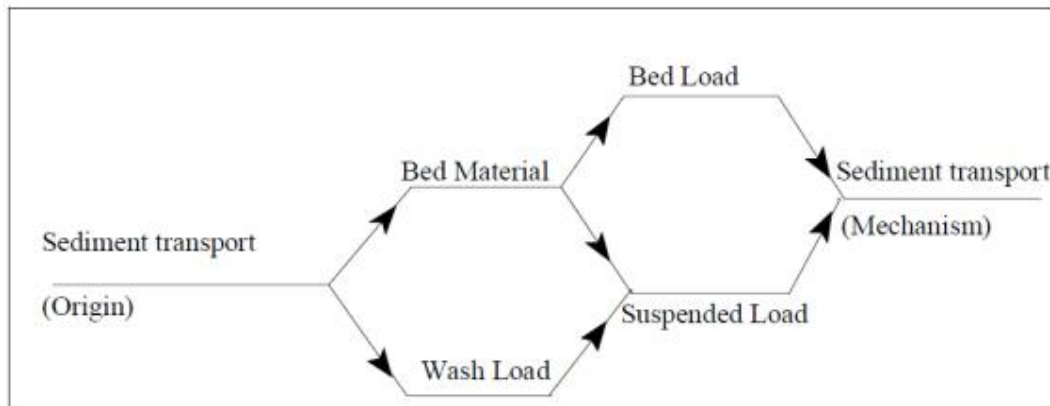 Bed Load
Bed Material
Sediment transport
Sediment transport
(Mechanism)
(Origin)
Suspended Load
Wash Load